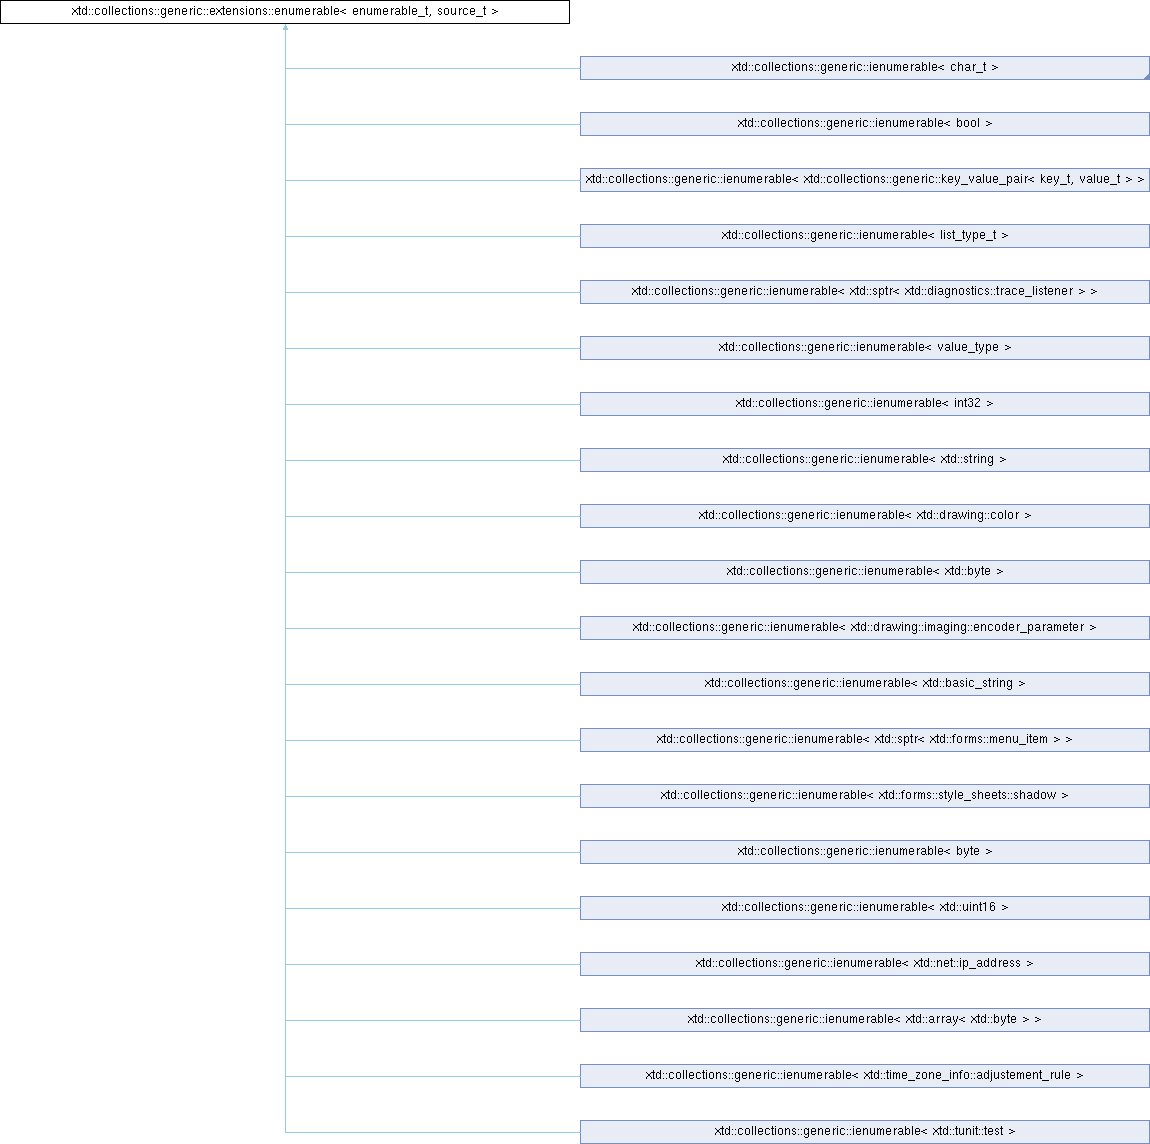 xtd::collections::generic::extensions::enumerable< enumerable_t, source_t >
xtd::collections::generic::ienumerable< char_t >
xtd::collections::generic::ienumerable< bool >
xtd::collections::generic::ienumerable< xtd::collections::generic::key_value_pair< key_t, value_t > >
xtd::collections::generic::ienumerable< list_type_t >
xtd::collections::generic::ienumerable< xtd::sptr< xtd::diagnostics::trace_listener > >
xtd::collections::generic::ienumerable< value_type >
xtd::collections::generic::ienumerable< int32 >
xtd::collections::generic::ienumerable< xtd::string >
xtd::collections::generic::ienumerable< xtd::drawing::color >
xtd::collections::generic::ienumerable< xtd::byte >
xtd::collections::generic::ienumerable< xtd::drawing::imaging::encoder_parameter >
xtd::collections::generic::ienumerable< xtd::basic_string >
xtd::collections::generic::ienumerable< xtd::sptr< xtd::forms::menu_item > >
xtd::collections::generic::ienumerable< xtd::forms::style_sheets::shadow >
xtd::collections::generic::ienumerable< byte >
xtd::collections::generic::ienumerable< xtd::uint16 >
xtd::collections::generic::ienumerable< xtd::net::ip_address >
xtd::collections::generic::ienumerable< xtd::array< xtd::byte > >
xtd::collections::generic::ienumerable< xtd::time_zone_info::adjustement_rule >
xtd::collections::generic::ienumerable< xtd::tunit::test >